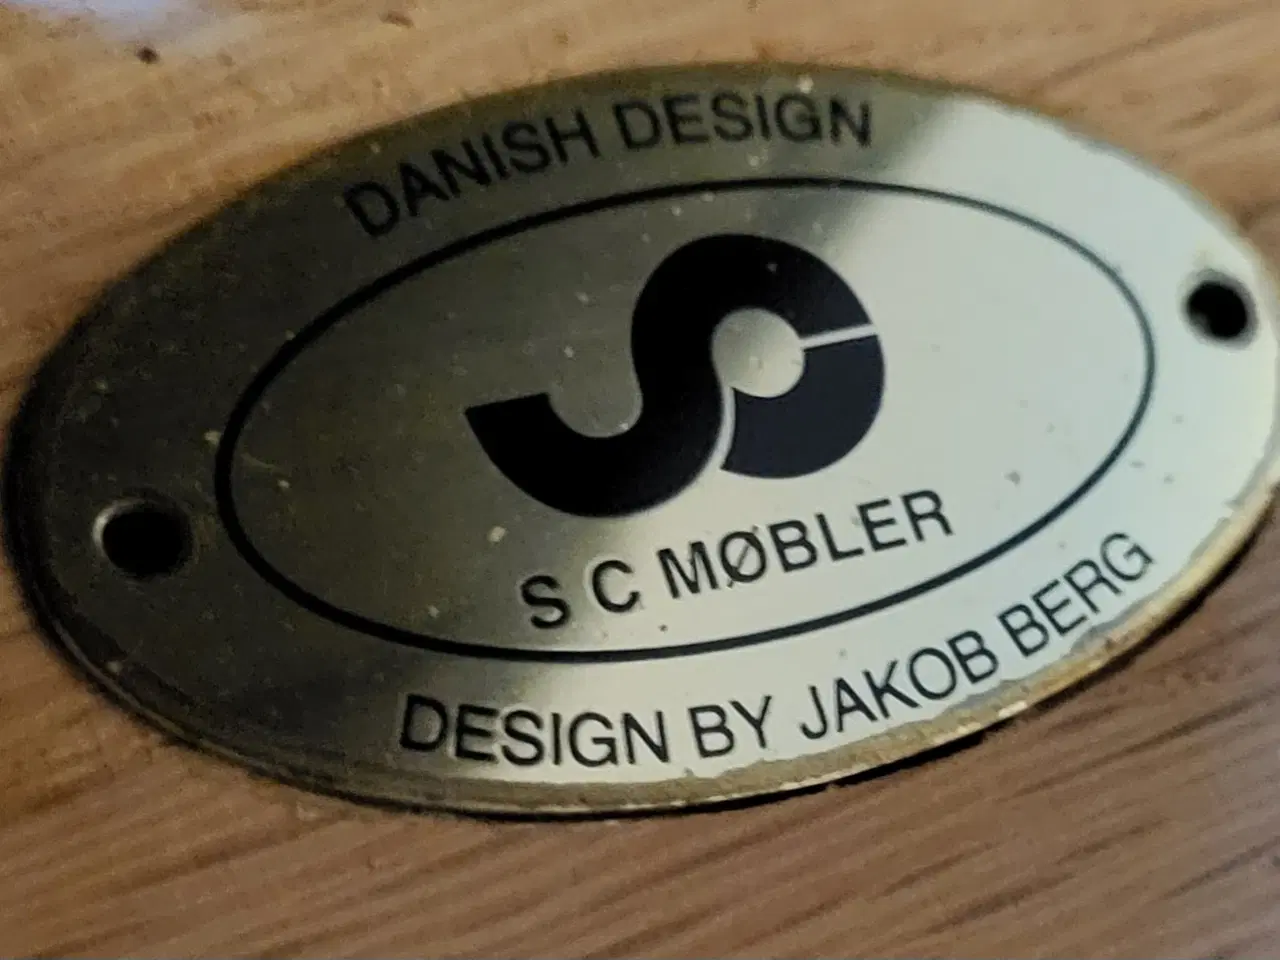 DANISH DESIGN
S C MØBLER
DESIGN BY JAKOB BERG